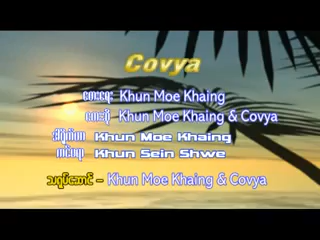 Covya
တေးရေး Khun Moe Khaing
တေးဆို Khun Moe Khaing & Covya
Khun Moe Khaing
Khun Sein Shwe
သရုပ်ဆောင် - Khun Moe Khaing & Covya